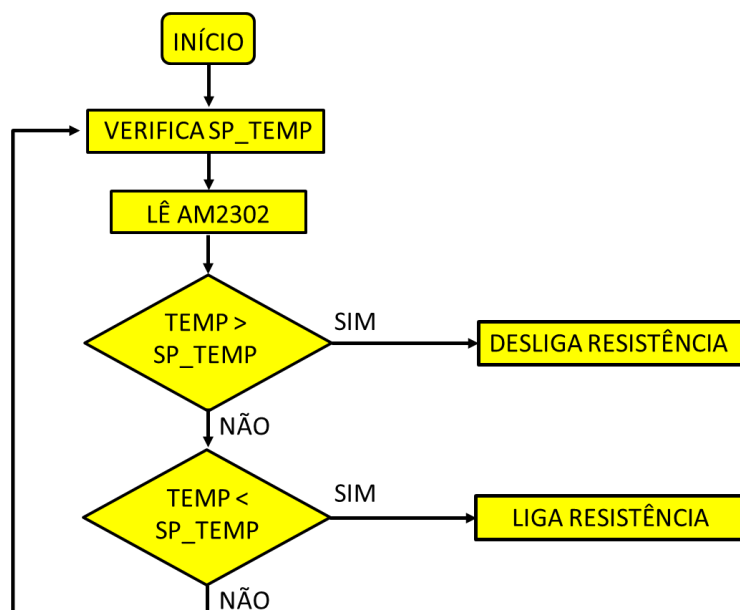 INÍCIO
VERIFICA SP_TEMP
LÊ AM2302
TEMP >
SP_TEMP
SIM
DESLIGA RESISTÊNCIA
NÃO
TEMP <
SP_TEMP
SIM
LIGA RESISTÊNCIA
NÃO